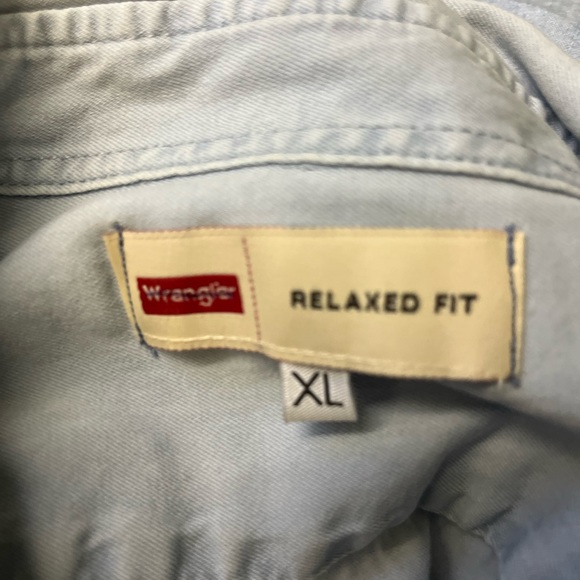 Wrangler
RELAXED FIT
XL